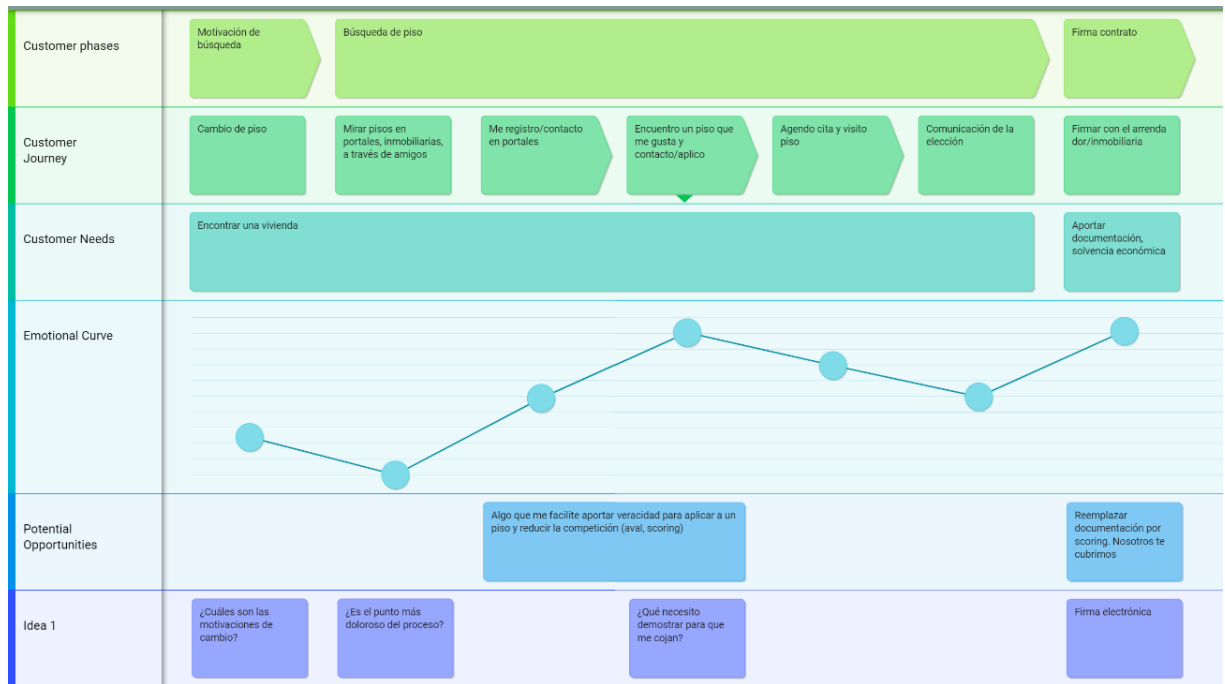 Customer phases
Motivación de
búsqueda
Búsqueda de piso
Firma contrato
Customer
Journey
Cambio de piso
Mirar pisos en
portales, inmobiliarias,
a través de amigos
Me registro/contacto
en portales
Encuentro un piso que
me gusta y
contacto/aplico
Agendo cita y visito
piso
Comunicación de la
elección
Firmar con el arrenda
dor/inmobiliaria
Customer Needs
Encontrar una vivienda
Aportar
documentación,
solvencia económica
Emotional Curve
Potential
Opportunities
Algo que me facilite aportar veracidad para aplicar a un
piso y reducir la competición (aval, scoring)
Reemplazar
documentación por
scoring. Nosotros te
cubrimos
Idea 1
¿Cuáles son las
motivaciones de
cambio?
¿Es el punto más
doloroso del proceso?
¿Qué necesito
demostrar para que
me cojan?
Firma electrónica